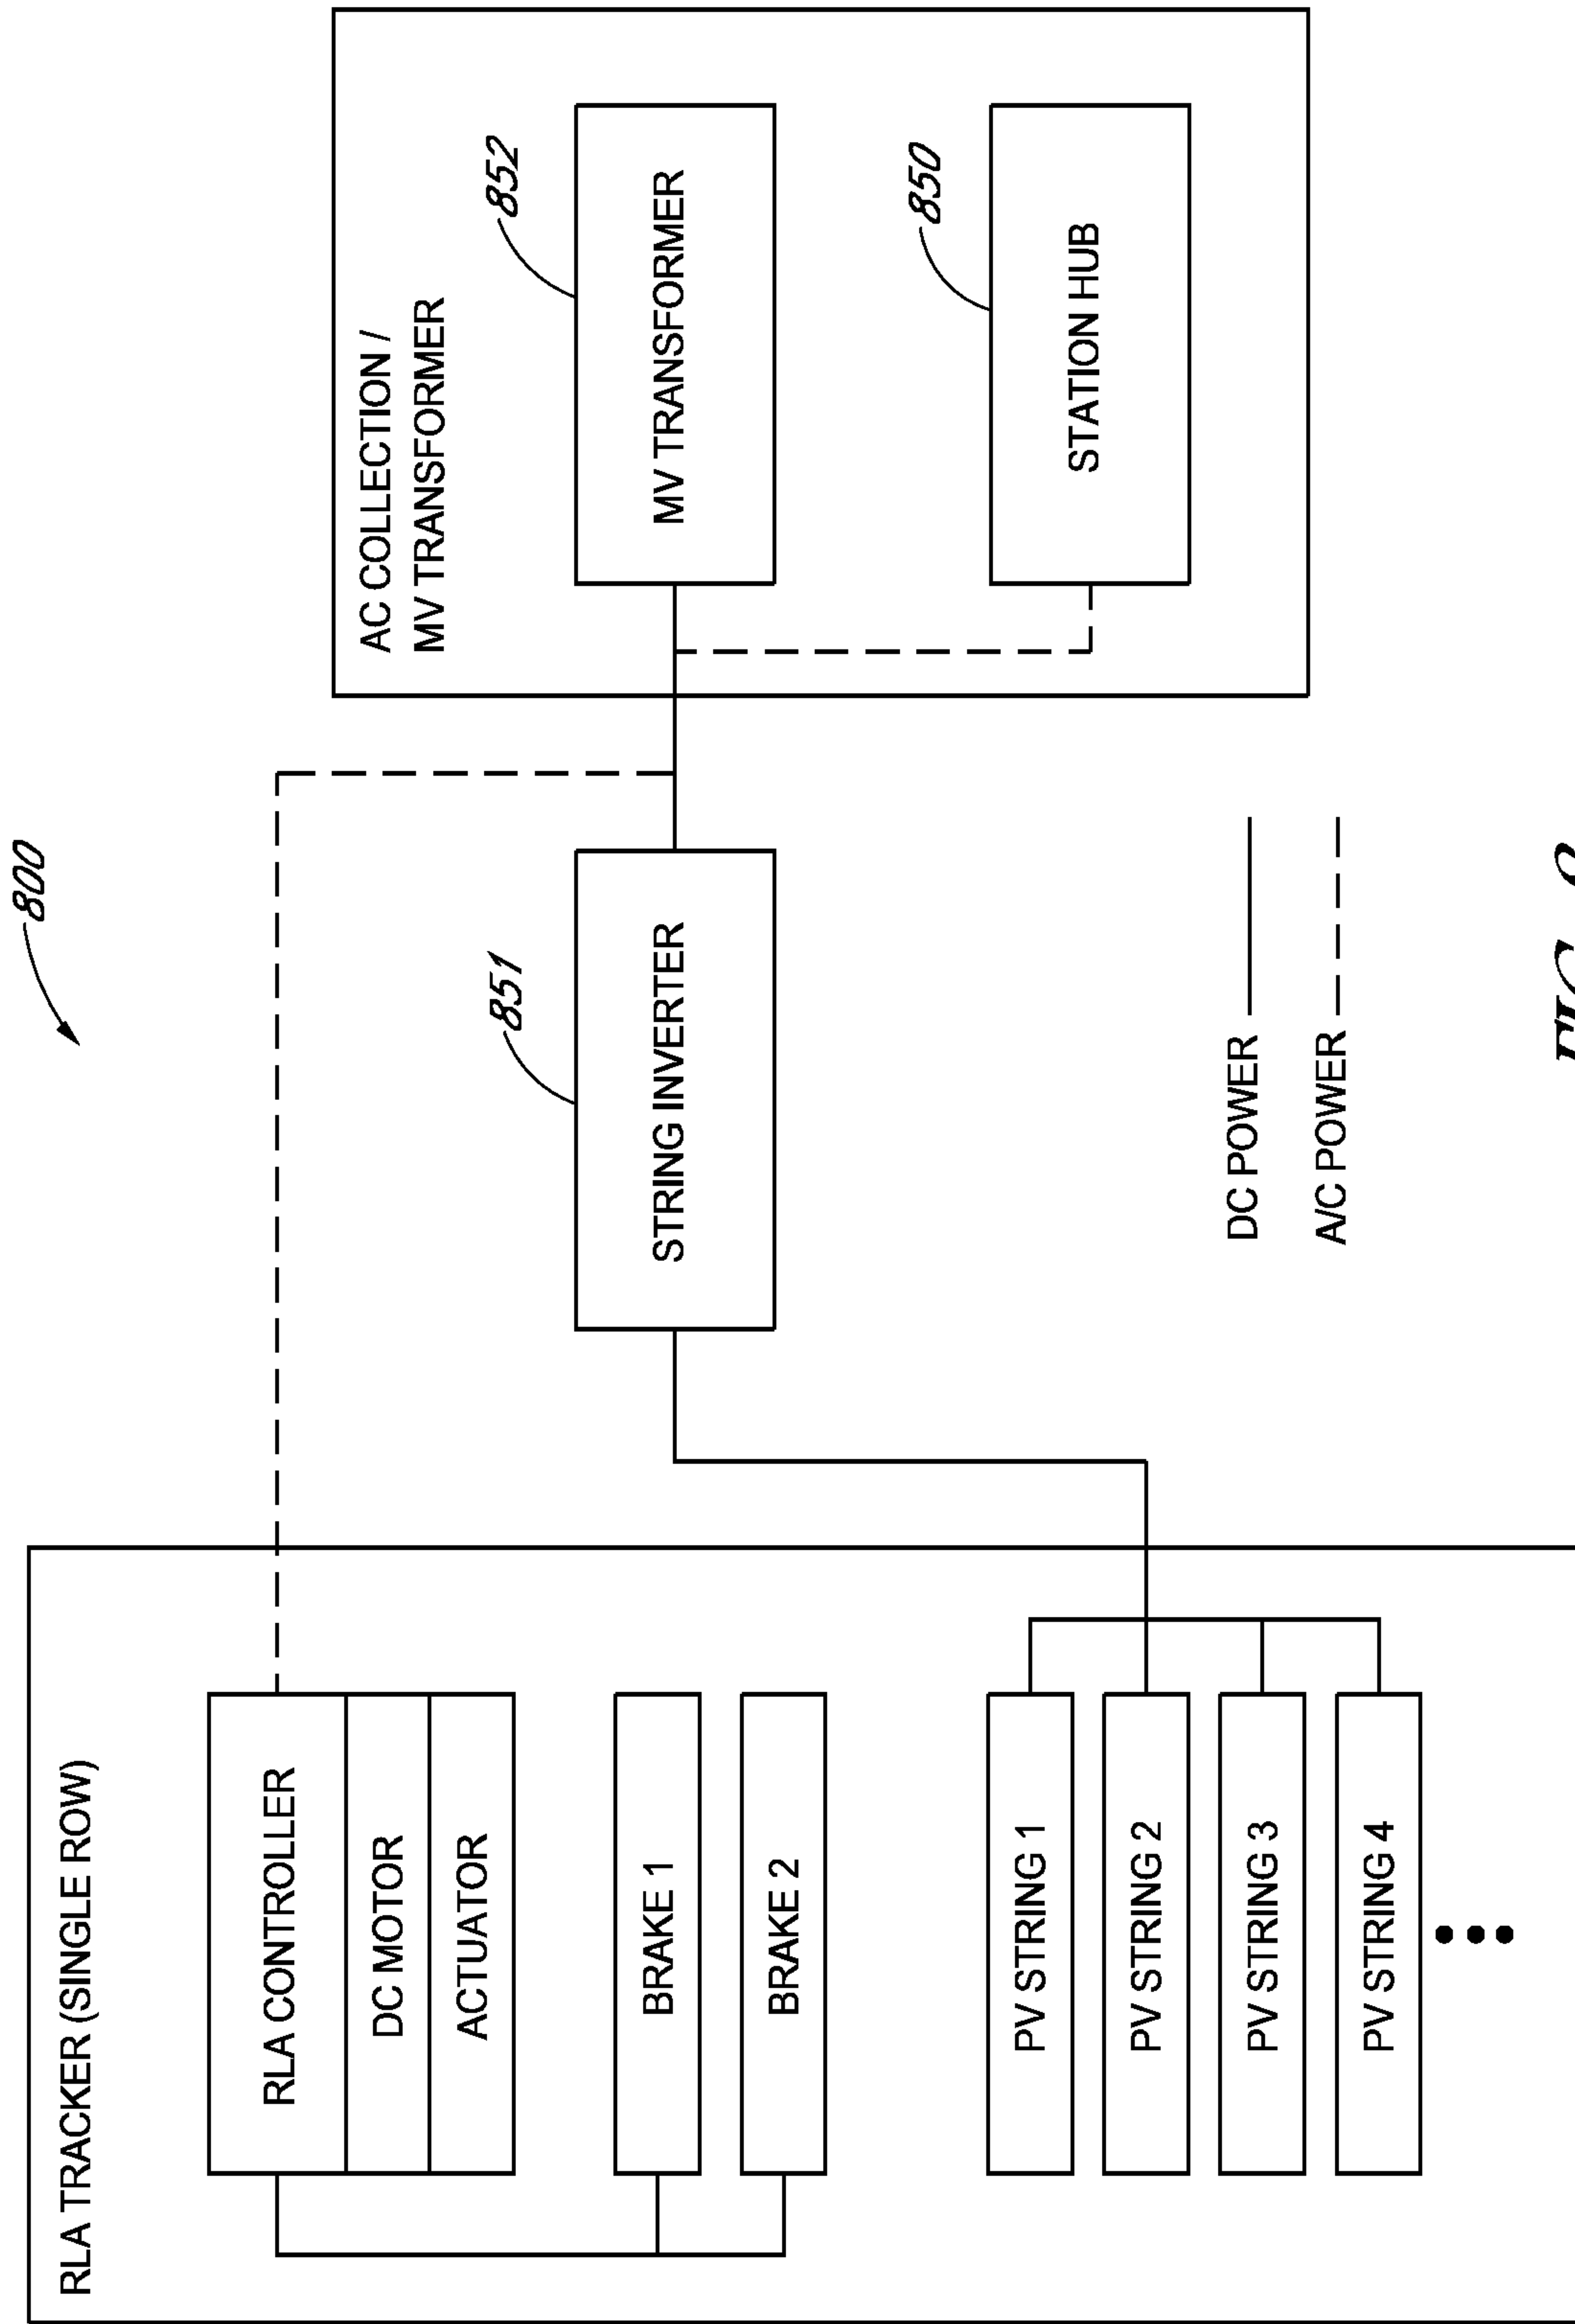 800
RLA TRACKER (SINGLE ROW)
RLA CONTROLLER
DC MOTOR
ACTUATOR
BRAKE 1
BRAKE 2
PV STRING 1
PV STRING 2
PV STRING 3
PV STRING 4
851
STRING INVERTER
AC COLLECTION /
MV TRANSFORMER
852
MV TRANSFORMER
850
STATION HUB
DC POWER
A/C POWER